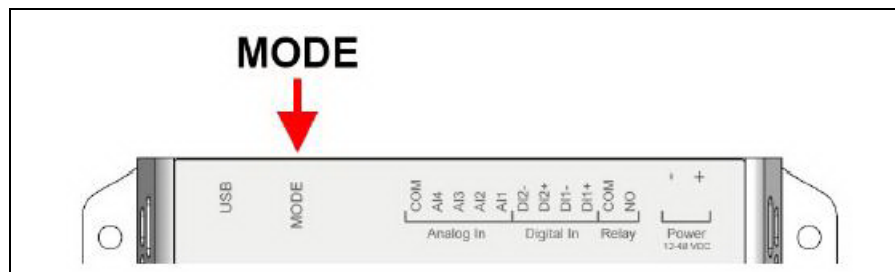 MODE
USB
MODE
COM
AI4
AI3
AI2
AI1
DI2-
DI2+
DI1-
DI1+
COM
NO
-
+
Analog In
Digital In
Relay
Power
12-48 VDC